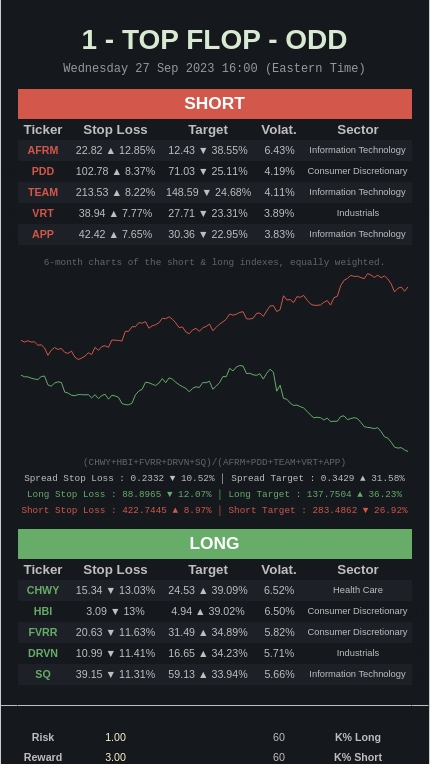 1 - TOP FLOP - ODD
Wednesday 27 Sep 2023 16:00 (Eastern Time)
SHORT
Ticker Stop Loss Target Volat. Sector
AFRM 22.82 ▲ 12.85% 12.43 ▼ 38.55% 6.43% Information Technology
PDD 102.78 ▲ 8.37% 71.03 ▼ 25.11% 4.19% Consumer Discretionary
TEAM 213.53 ▲ 8.22% 148.59 ▼ 24.68% 4.11% Information Technology
VRT 38.94 ▲ 7.77% 27.71 ▼ 23.31% 3.89% Industrials
APP 42.42 ▲ 7.65% 30.36 ▼ 22.95% 3.83% Information Technology
6-month charts of the short & long indexes, equally weighted.
(CHWY+HBI+FVRR+DRVN+SQ)/(AFRM+PDD+TEAM+VRT+APP)
Spread Stop Loss : 0.2332 ▼ 10.52% | Spread Target : 0.3429 ▲ 31.58%
Long Stop Loss : 88.8965 ▼ 12.07% | Long Target : 137.7504 ▲ 36.23%
Short Stop Loss : 422.7445 ▲ 8.97% | Short Target : 283.4862 ▼ 26.92%
LONG
Ticker Stop Loss Target Volat. Sector
CHWY 15.34 ▼ 13.03% 24.53 ▲ 39.09% 6.52% Health Care
HBI 3.09 ▼ 13% 4.94 ▲ 39.02% 6.50% Consumer Discretionary
FVRR 20.63 ▼ 11.63% 31.49 ▲ 34.89% 5.82% Consumer Discretionary
DRVN 10.99 ▼ 11.41% 16.65 ▲ 34.23% 5.71% Industrials
SQ 39.15 ▼ 11.31% 59.13 ▲ 33.94% 5.66% Information Technology
Risk 1.00 60 K% Long
Reward 3.00 60 K% Short